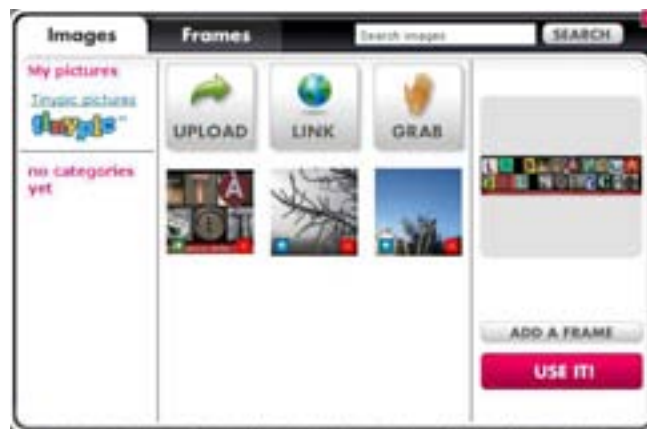 Images
Frames
Search images
SEARCH
My pictures
Tinypic pictures
tinypic
no categories
yet
UPLOAD
LINK
GRAB
ADD A FRAME
USE IT!